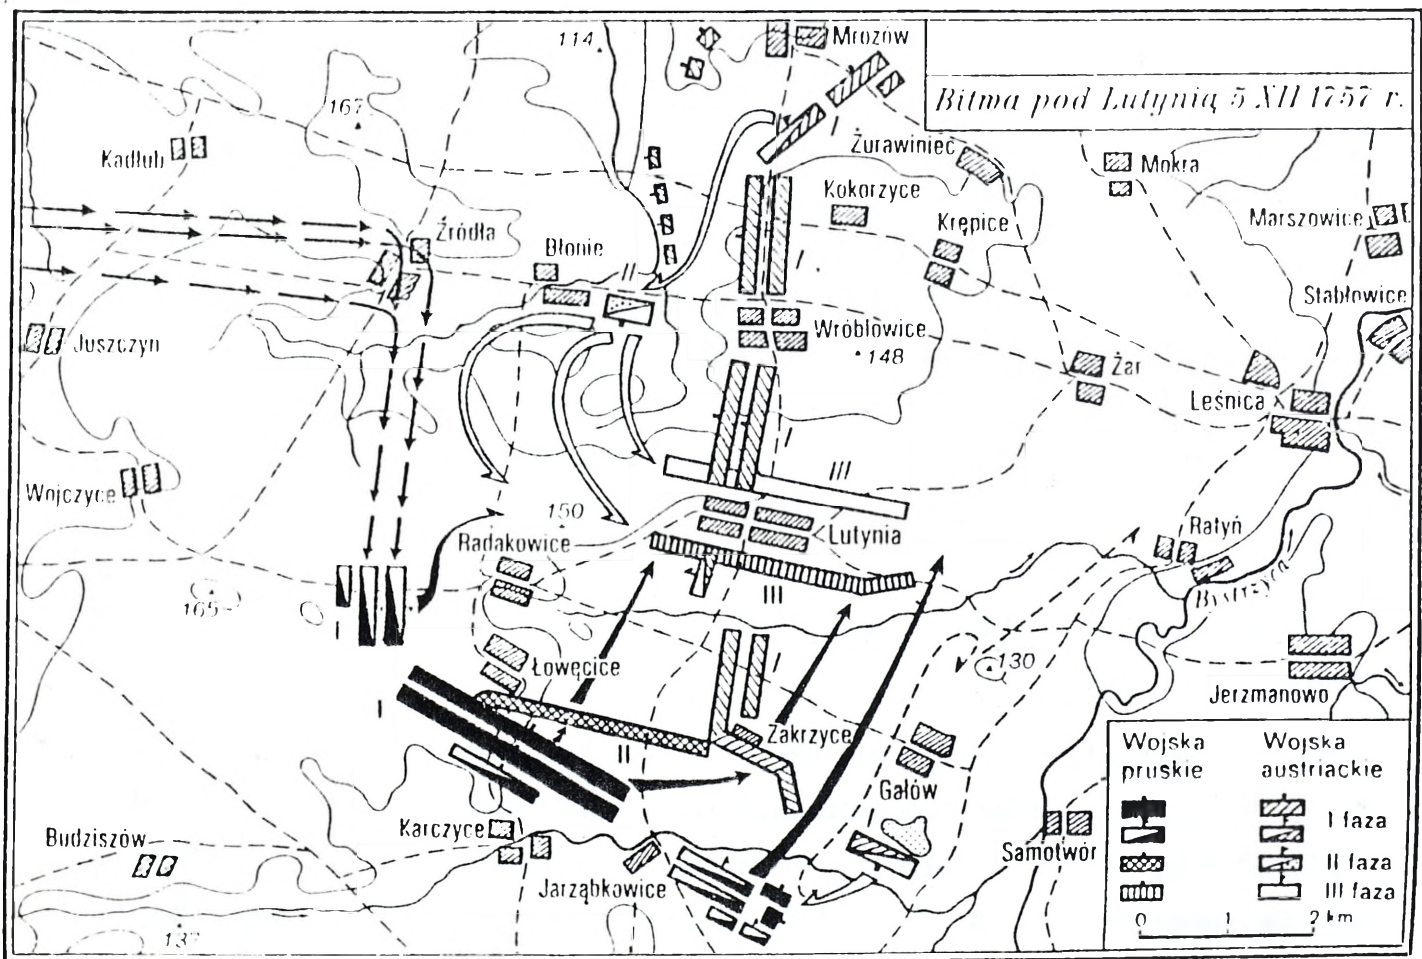 Bitwa pod Lutynią 5 XII 1757 r.
114
Mrozów
167
Kadłub
Żurawiniec
Kokorzyce
Mokra
Krępice
Marszowice
Źródła
Błonie
II
I
I
Stabłowice
Juszczyn
Wróblowice
148
Żar
Leśnica
I
III
Wojczyce
150
Radakowice
Lutynia
Ratyń
165
III
Bystrzyca
I
Łowęcice
130
Jerzmanowo
I
I
II
Zakrzyce
Gałów
Karczyce
Budziszów
Jarząbkowice
Samotwór
137
Wojska pruskie
Wojska austriackie
I faza
II faza
III faza
0 1 2 km